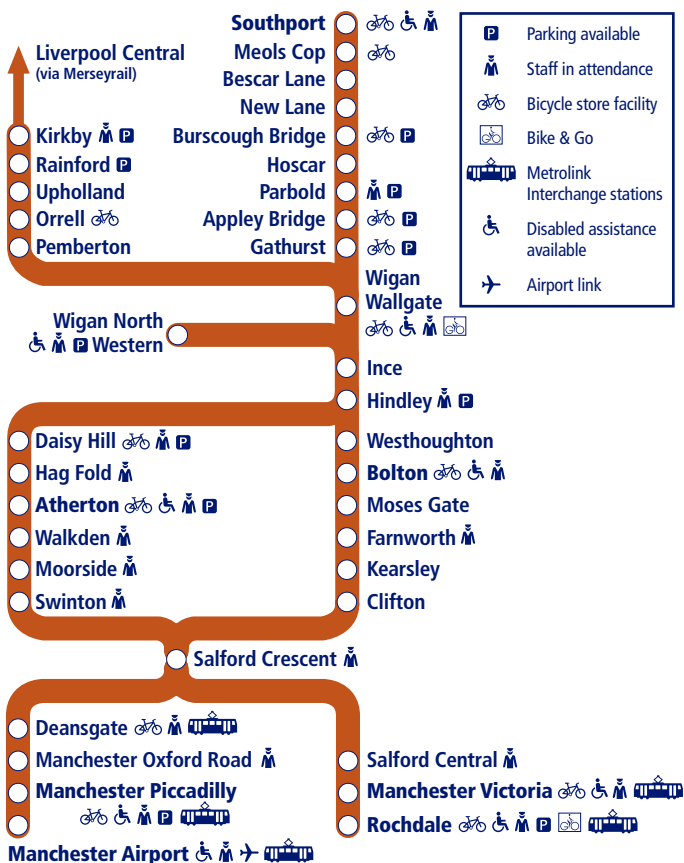 Southport
Meols Cop
Bescar Lane
New Lane
Burscough Bridge
Hoscar
Parbold
Appley Bridge
Gathurst
Liverpool Central
(via Merseyrail)
Kirkby P
Rainford P
Upholland
Orrell
Pemberton
P
P
P
P
P Parking available
Staff in attendance
Bicycle store facility
Bike & Go
Metrolink
Interchange stations
Disabled assistance
available
Airport link
Wigan
Wallgate
Wigan North
P Western
Ince
Hindley P
Daisy Hill P
Hag Fold
Atherton P
Walkden
Moorside
Swinton
Westhoughton
Bolton
Moses Gate
Farnworth
Kearsley
Clifton
Salford Crescent
Deansgate
Manchester Oxford Road
Manchester Piccadilly
P
Manchester Airport
Salford Central
Manchester Victoria
Rochdale P